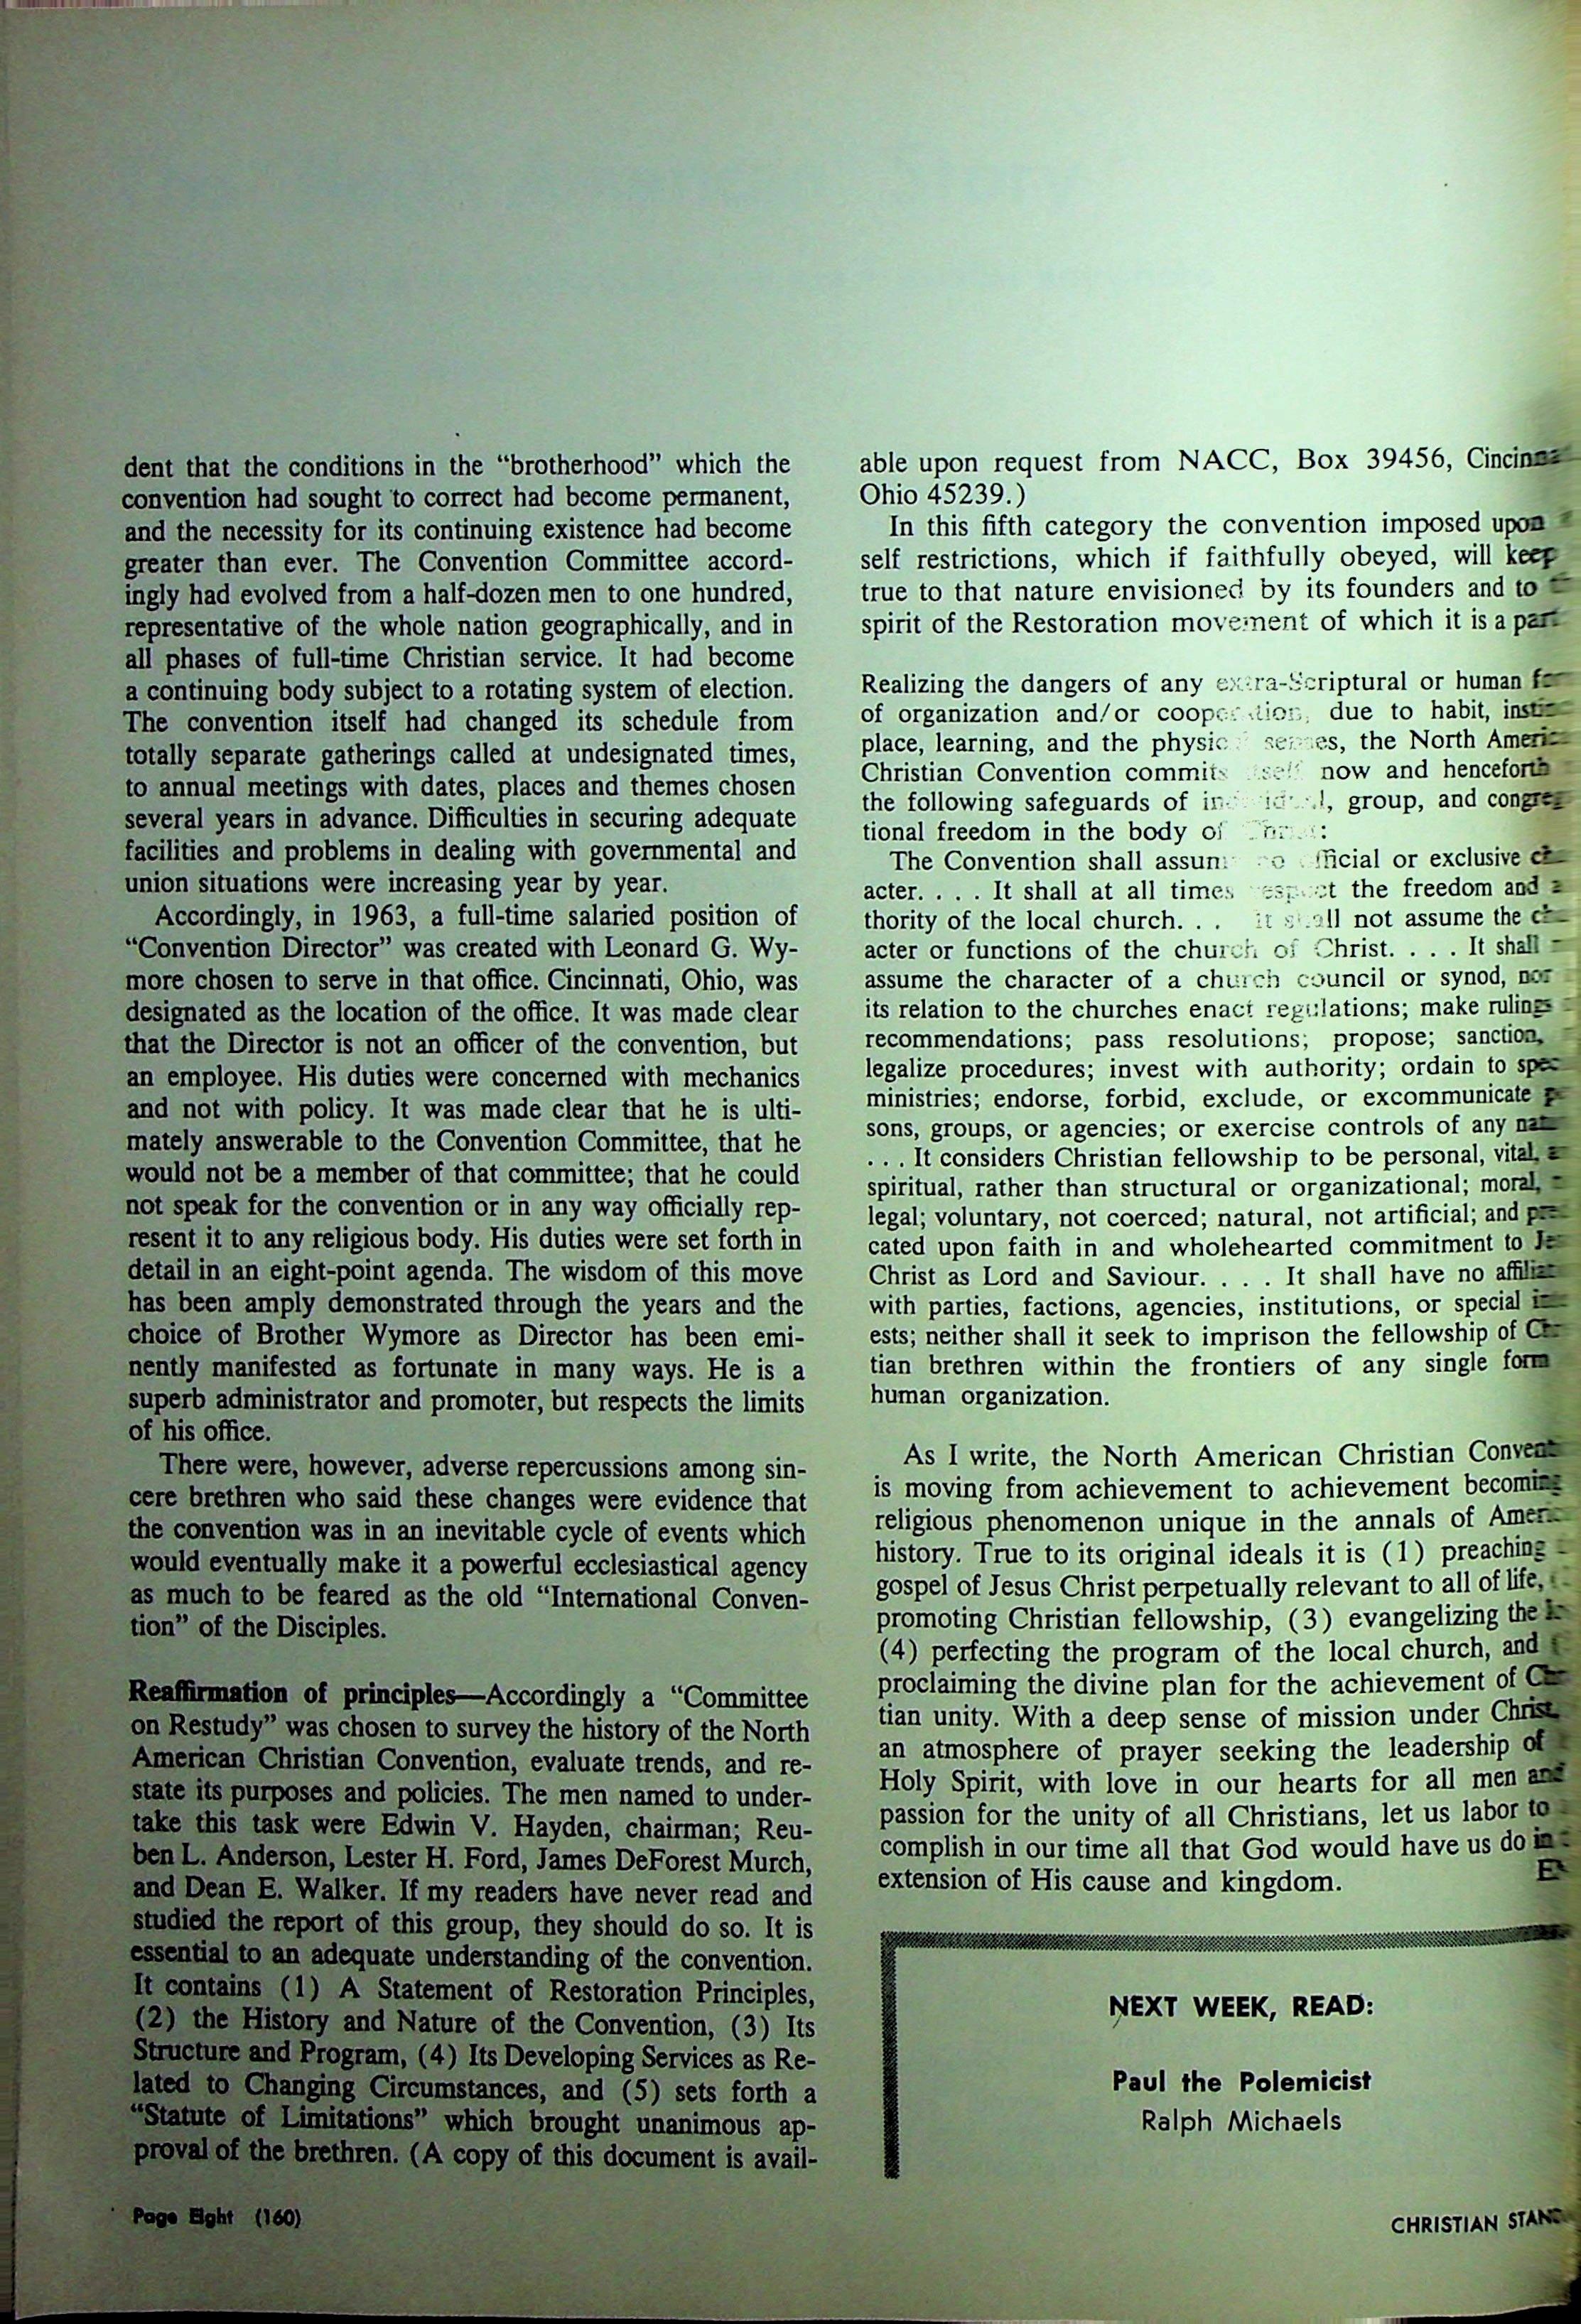 dent that the conditions in the “brotherhood” which the
convention had sought to correct had become permanent,
and the necessity for its continuing existence had become
greater than ever. The Convention Committee accord-
ingly had evolved from a half-dozen men to one hundred,
representative of the whole nation geographically, and in
all phases of full-time Christian service. It had become
a continuing body subject to a rotating system of election.
The convention itself had changed its schedule from
totally separate gatherings called at undesignated times,
to annual meetings with dates, places and themes chosen
several years in advance. Difficulties in securing adequate
facilities and problems in dealing with governmental and
union situations were increasing year by year.
Accordingly, in 1963, a full-time salaried position of
“Convention Director” was created with Leonard G. Wy-
more chosen to serve in that office. Cincinnati, Ohio, was
designated as the location of the office. It was made clear
that the Director is not an officer of the convention, but
an employee. His duties were concerned with mechanics
and not with policy. It was made clear that he is ulti-
mately answerable to the Convention Committee, that he
would not be a member of that committee; that he could
not speak for the convention or in any way officially rep-
resent it to any religious body. His duties were set forth in
detail in an eight-point agenda. The wisdom of this move
has been amply demonstrated through the years and the
choice of Brother Wymore as Director has been emi-
nently manifested as fortunate in many ways. He is a
superb administrator and promoter, but respects the limits
of his office.
There were, however, adverse repercussions among sin-
cere brethren who said these changes were evidence that
the convention was in an inevitable cycle of events which
would eventually make it a powerful ecclesiastical agency
as much to be feared as the old “International Conven-
tion” of the Disciples.
Reaffirmation of principles—Accordingly a “Committee
on Restudy” was chosen to survey the history of the North
American Christian Convention, evaluate trends, and re-
state its purposes and policies. The men named to under-
take this task were Edwin V. Hayden, chairman; Reu-
ben L. Anderson, Lester H. Ford, James DeForest Murch,
and Dean E. Walker. If my readers have never read and
studied the report of this group, they should do so. It is
essential to an adequate understanding of the convention.
It contains (1) A Statement of Restoration Principles,
(2) the History and Nature of the Convention, (3) Its
Structure and Program, (4) Its Developing Services as Re-
lated to Changing Circumstances, and (5) sets forth a
“Statute of Limitations” which brought unanimous ap-
proval of the brethren. (A copy of this document is avail-
able upon request from NACC, Box 39456,
Ohio 45239.)
In this fifth category the convention imposed upon
self restrictions, which if faithfully obeyed, will keep
true to that nature envisioned by its founders and to
spirit of the Restoration movement of which it is a part
Realizing the dangers of any extra-Scriptural or human
of organization and/or cooperation, due to habit,
place, learning, and the physical senses, the North
Christian Convention commits itself now and henceforth
the following safeguards of individual, group, and congrega-
tional freedom in the body of Christ:
The Convention shall assume no official or exclusive
acter. . . . It shall at all times respect the freedom and
thority of the local church. . . it shall not assume the
acter or functions of the church of Christ. . . . It shall
assume the character of a church council or synod, nor
its relation to the churches enact regulations; make rulings
recommendations; pass resolutions; propose; sanction,
legalize procedures; invest with authority; ordain to
ministries; endorse, forbid, exclude, or excommunicate
sons, groups, or agencies; or exercise controls of any
. . . It considers Christian fellowship to be personal, vital,
spiritual, rather than structural or organizational; moral,
legal; voluntary, not coerced; natural, not artificial; and
cated upon faith in and wholehearted commitment to
Christ as Lord and Saviour. . . . It shall have no
with parties, factions, agencies, institutions, or special
ests; neither shall it seek to imprison the fellowship of
tian brethren within the frontiers of any single form
human organization.
As I write, the North American Christian
is moving from achievement to achievement becoming
religious phenomenon unique in the annals of
history. True to its original ideals it is (1) preaching
gospel of Jesus Christ perpetually relevant to all of life,
promoting Christian fellowship, (3) evangelizing the
(4) perfecting the program of the local church, and
proclaiming the divine plan for the achievement of
tian unity. With a deep sense of mission under Christ,
an atmosphere of prayer seeking the leadership of
Holy Spirit, with love in our hearts for all men and
passion for the unity of all Christians, let us labor to
complish in our time all that God would have us do in
extension of His cause and kingdom.
NEXT WEEK, READ:
Paul the Polemicist
Ralph Michaels
Page Eight (160)
CHRISTIAN